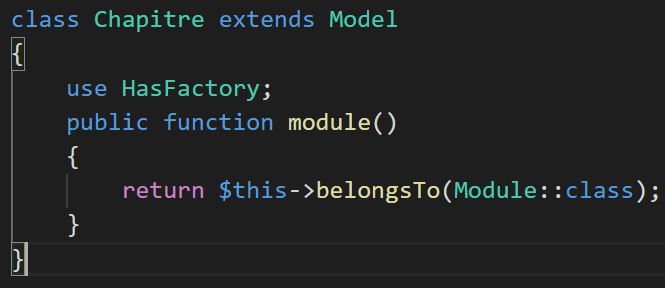 class Chapitre extends Model
{
    use HasFactory;
    public function module()
    {
        return $this->belongsTo(Module::class);
    }
}